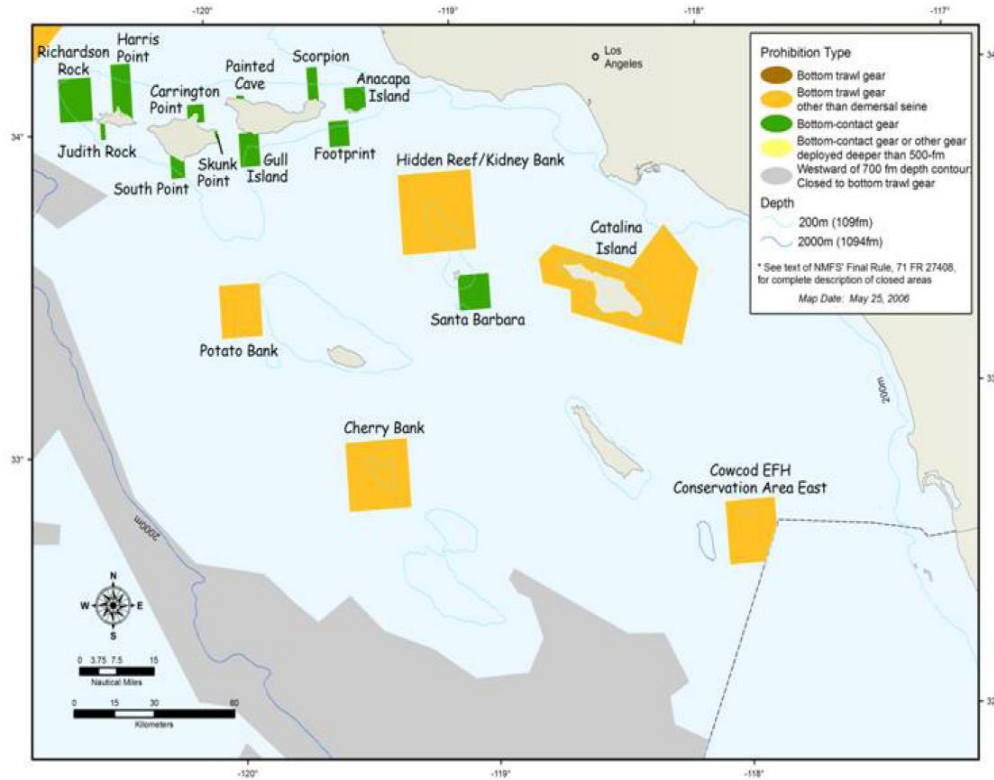 -120
-119
-118
-117
34
34°
33
33°
32
-120
-119
-118
Richardson
Rock
Harris
Point
Carrington
Point
Painted
Cave
Scorpion
Anacapa
Island
Judith Rock
South Point
Skunk
Point
Gull
Island
Footprint
Los
Angeles
Hidden Reef/Kidney Bank
Catalina
Island
Santa Barbara
Potato Bank
Cherry Bank
Cowcod EFH
Conservation Area East
200m
2000m
2000m
Prohibition Type
Bottom trawl gear
Bottom trawl gear
other than demersal seine
Bottom-contact gear
Bottom-contact gear or other gear
deployed deeper than 500-fm
Westward of 700 fm depth contour:
Closed to bottom trawl gear
Depth
200m (109fm)
2000m (1094fm)
* See text of NMFS' Final Rule, 71 FR 27408,
for complete description of closed areas
Map Date: May 25, 2006
N
W E
S
0 3.75 7.5 15
Nautical Miles
0 15 30 60
Kilometers